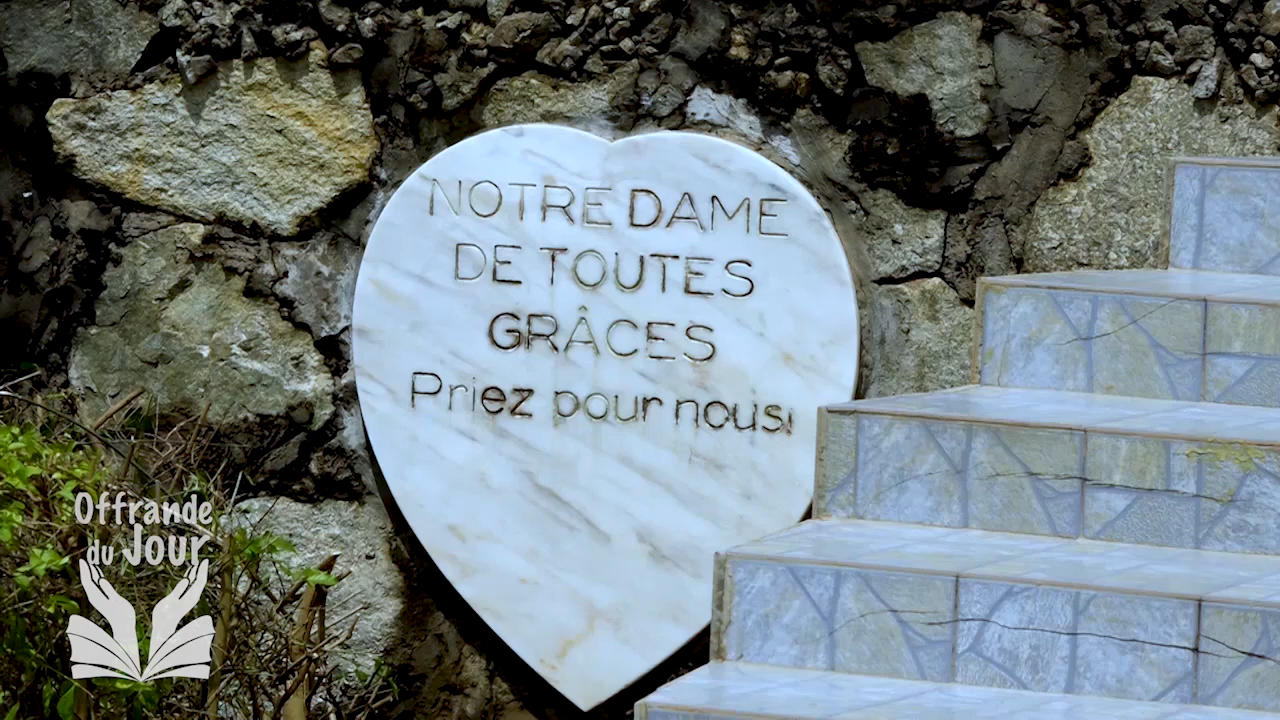 NOTRE DAME
DE TOUTES
GRÂCES
Priez pour nous!
Offrande
du Jour